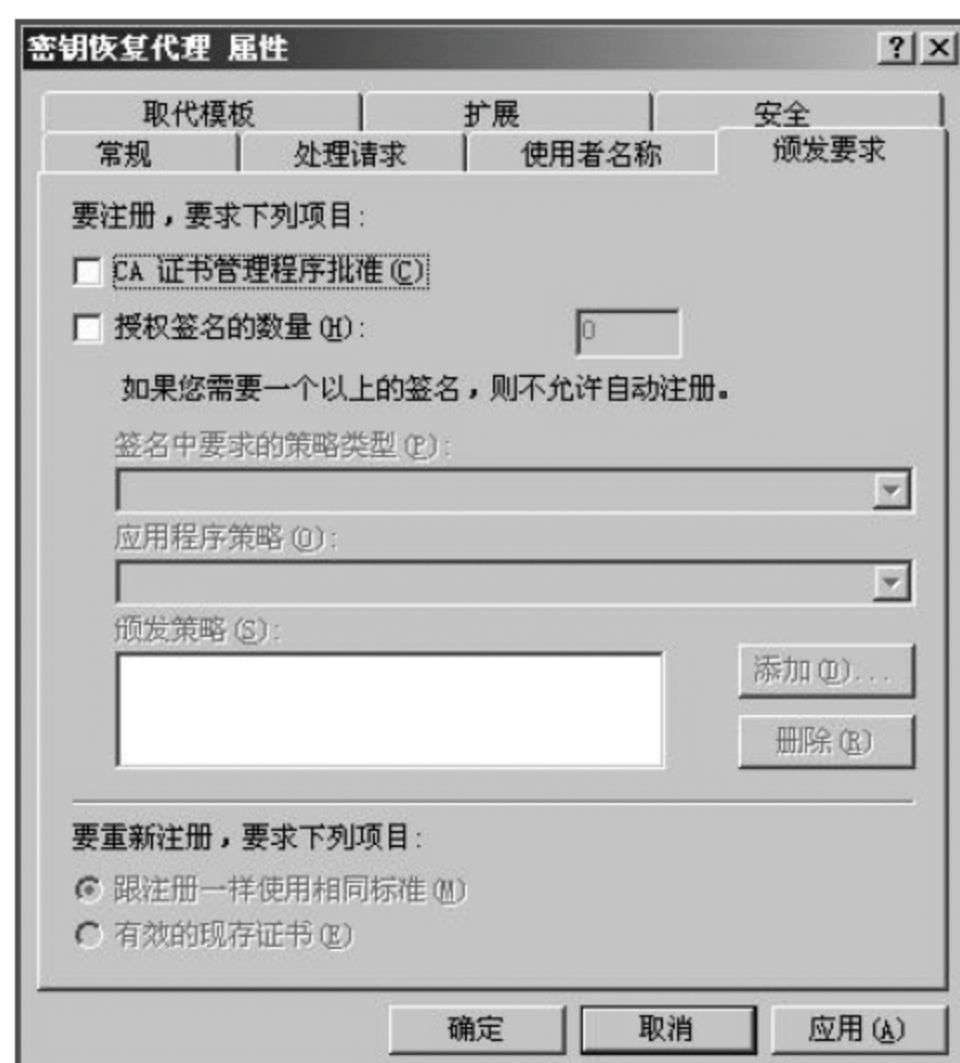 密钥恢复代理 属性
取代模板 扩展 安全
常规 处理请求 使用者名称 颁发要求
要注册，要求下列项目:
CA 证书管理程序批准(C)
授权签名的数量(H): 0
如果您需要一个以上的签名，则不允许自动注册。
签名中要求的策略类型(P):
应用程序策略(O):
颁发策略(S):
添加(D)...
册除(R)
要重新注册，要求下列项目:
跟注册一样使用相同标准(M)
有效的现存证书(E)
确定 取消 应用(A)